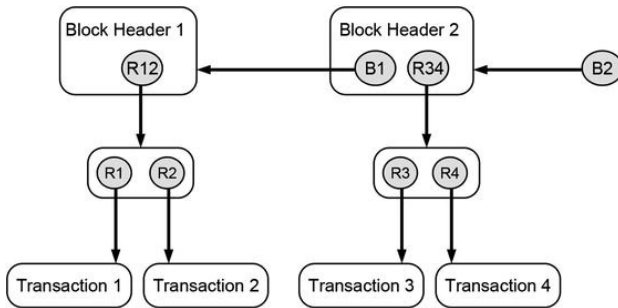 Block Header 1
Block Header 2
R12
B1
R34
B2
R1
R2
R3
R4
Transaction 1
Transaction 2
Transaction 3
Transaction 4